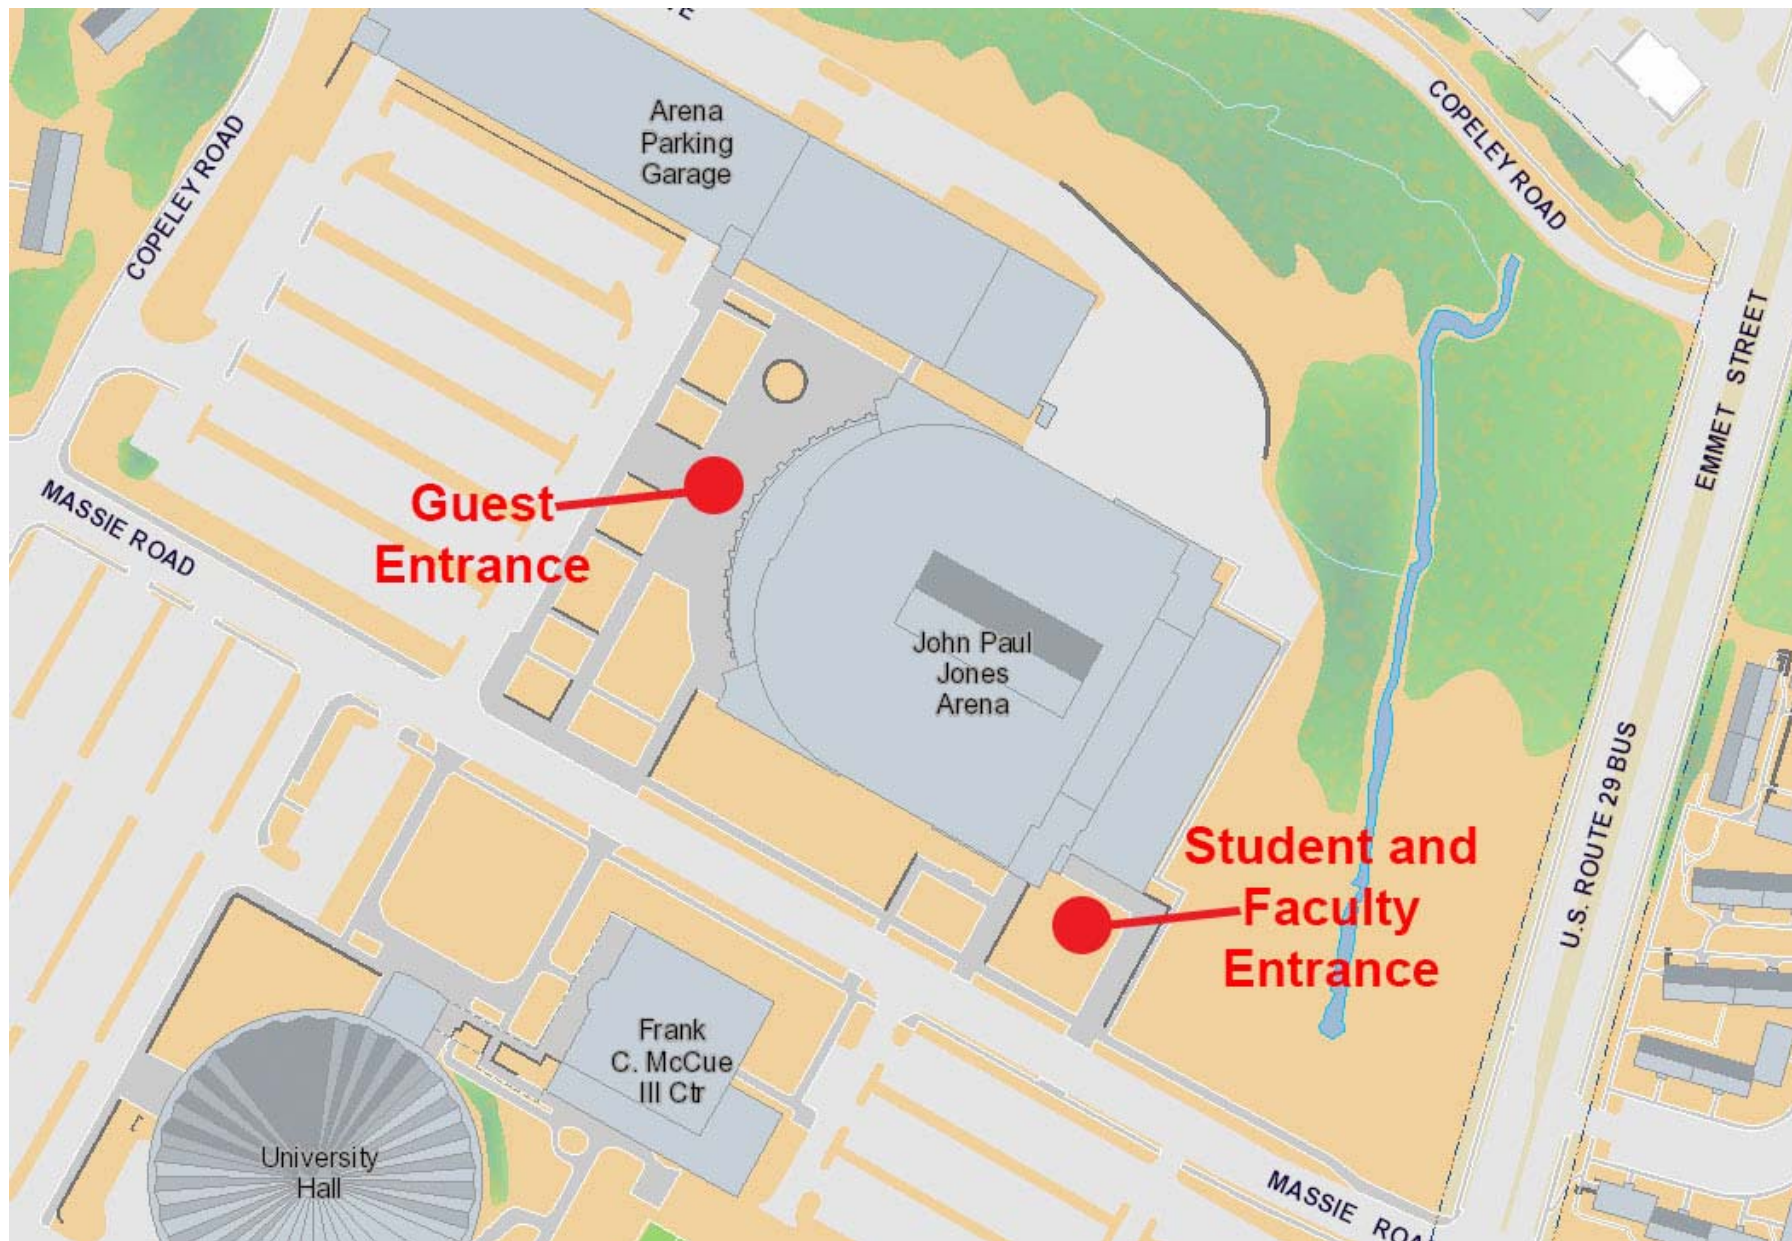 Arena
Parking
Garage
COPELEY ROAD
COPELEY ROAD
EMMET STREET
Guest
Entrance
MASSIE ROAD
John Paul
Jones
Arena
U.S. ROUTE 29 BUS
Student and
Faculty
Entrance
Frank
C. McCue
III Ctr
University
Hall
MASSIE